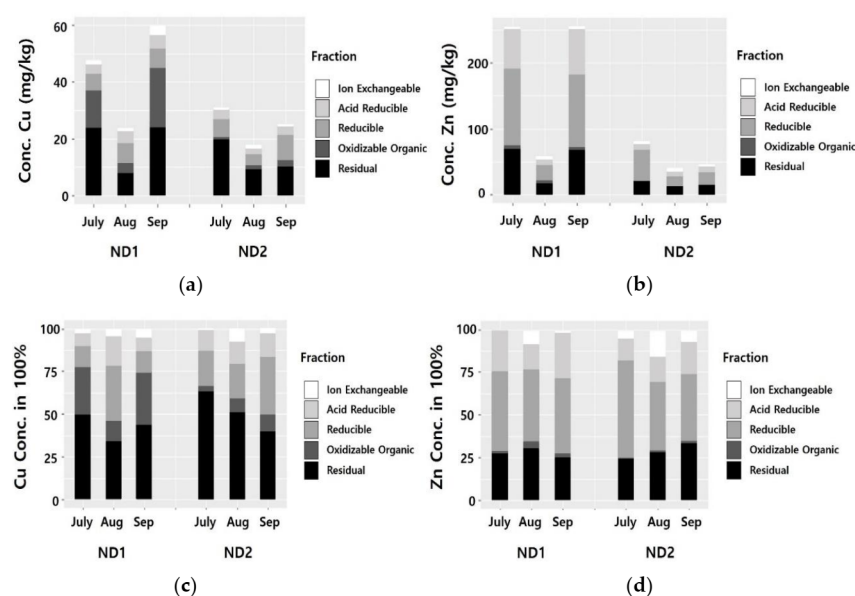 Conc. Cu (mg/kg)
60
40
20
0
July Aug Sep July Aug Sep
ND1 ND2
Fraction
Ion Exchangeable
Acid Reducible
Reducible
Oxidizable Organic
Residual
(a)
Conc. Zn (mg/kg)
200
100
0
July Aug Sep July Aug Sep
ND1 ND2
Fraction
Ion Exchangeable
Acid Reducible
Reducible
Oxidizable Organic
Residual
(b)
Cu Conc. in 100%
100
75
50
25
0
July Aug Sep July Aug Sep
ND1 ND2
Fraction
Ion Exchangeable
Acid Reducible
Reducible
Oxidizable Organic
Residual
(c)
Zn Conc. in 100%
100
75
50
25
0
July Aug Sep July Aug Sep
ND1 ND2
Fraction
Ion Exchangeable
Acid Reducible
Reducible
Oxidizable Organic
Residual
(d)